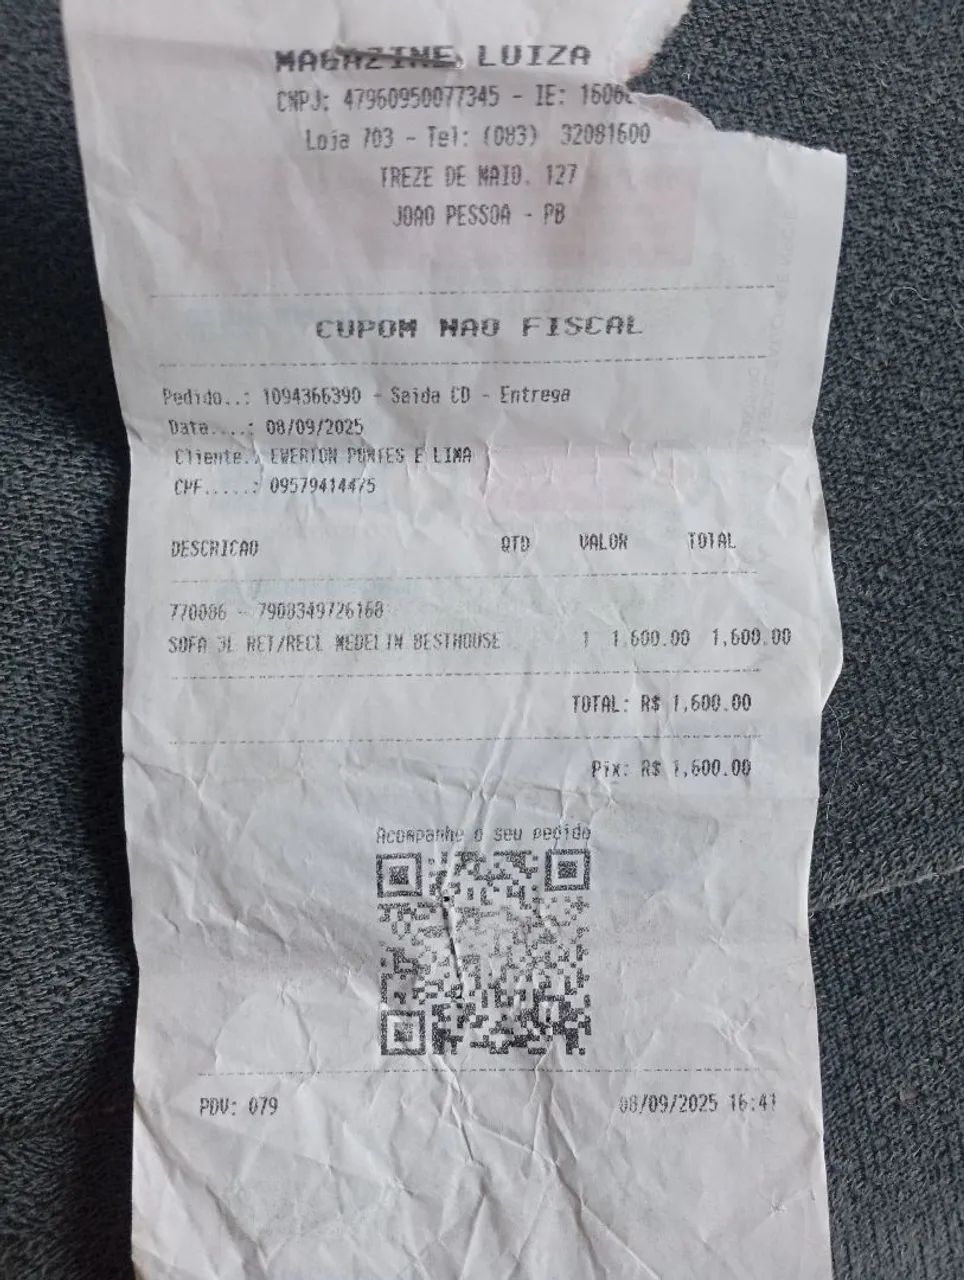 MAGAZINE LUIZA
CNPJ: 47960950077345 - IE: 1606
Loja 703 - Tel: (083) 32081600
TREZE DE MAIO, 127
JOAO PESSOA - PB
CUPOM NAO FISCAL
Pedido..: 1094366390 - Saida CD - Entrega
Data....: 08/09/2025
Cliente.: EWERTON PONTES E LIMA
CPF.....: 09579414475
DESCRICAO QTD VALOR TOTAL
770086 - 7908349726168
SOFA 3L RET/RECL MEDELIN BESTHOUSE 1 1,600.00 1,600.00
TOTAL: R$ 1,600.00
Pix: R$ 1,600.00
Acompanhe o seu pedido
PDV: 079 08/09/2025 16:41